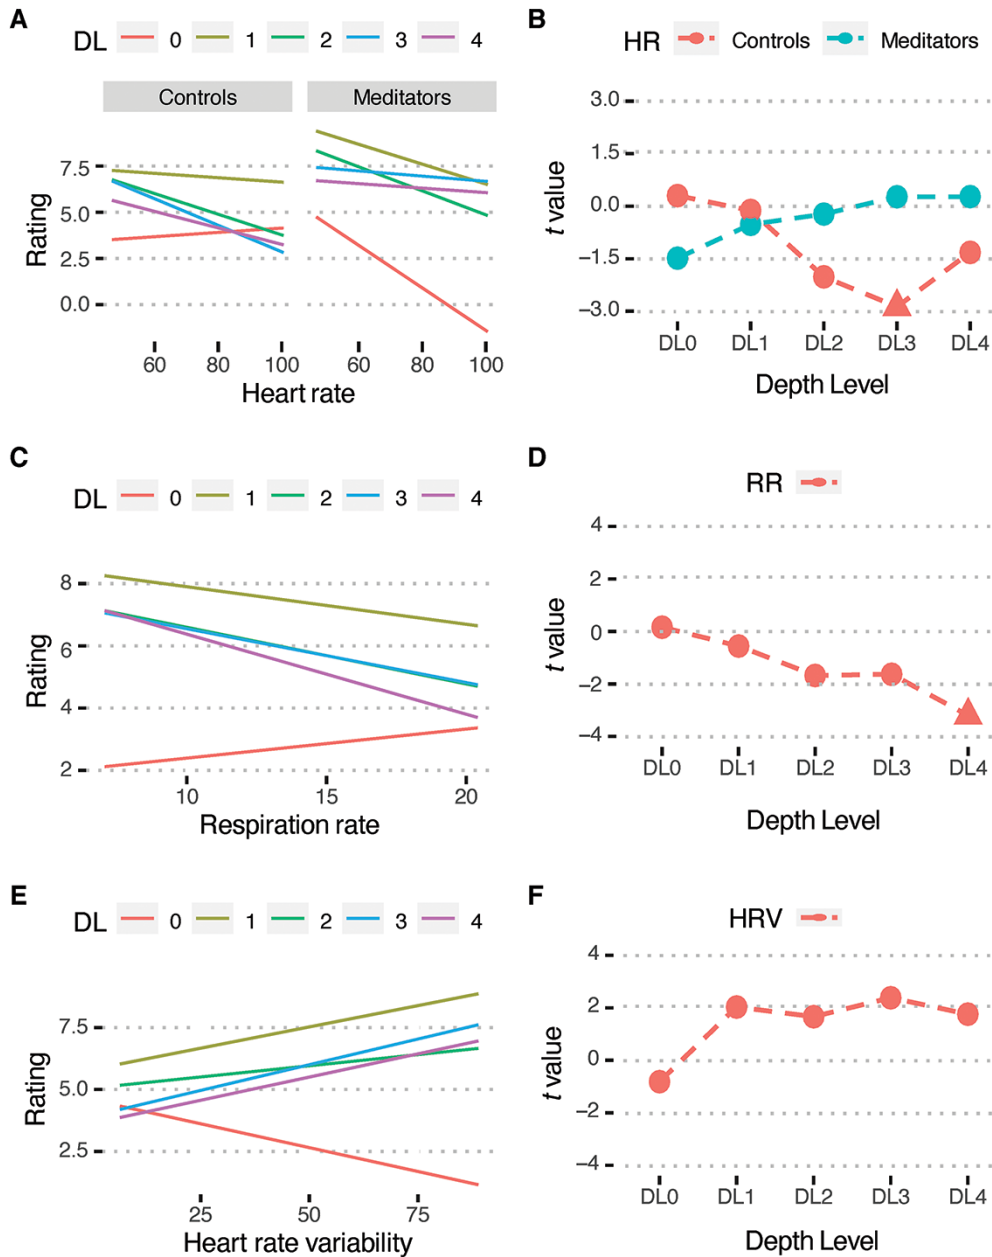 A
DL 0 1 2 3 4
Controls Meditators
7.5
5.0
2.5
0.0
Rating
60 80 100 60 80 100
Heart rate
B
HR Controls Meditators
3.0
1.5
0.0
−1.5
−3.0
t value
DL0 DL1 DL2 DL3 DL4
Depth Level
C
DL 0 1 2 3 4
8
6
4
2
Rating
10 15 20
Respiration rate
D
RR
4
2
0
−2
−4
t value
DL0 DL1 DL2 DL3 DL4
Depth Level
E
DL 0 1 2 3 4
7.5
5.0
2.5
Rating
25 50 75
Heart rate variability
F
HRV
4
2
0
−2
−4
t value
DL0 DL1 DL2 DL3 DL4
Depth Level